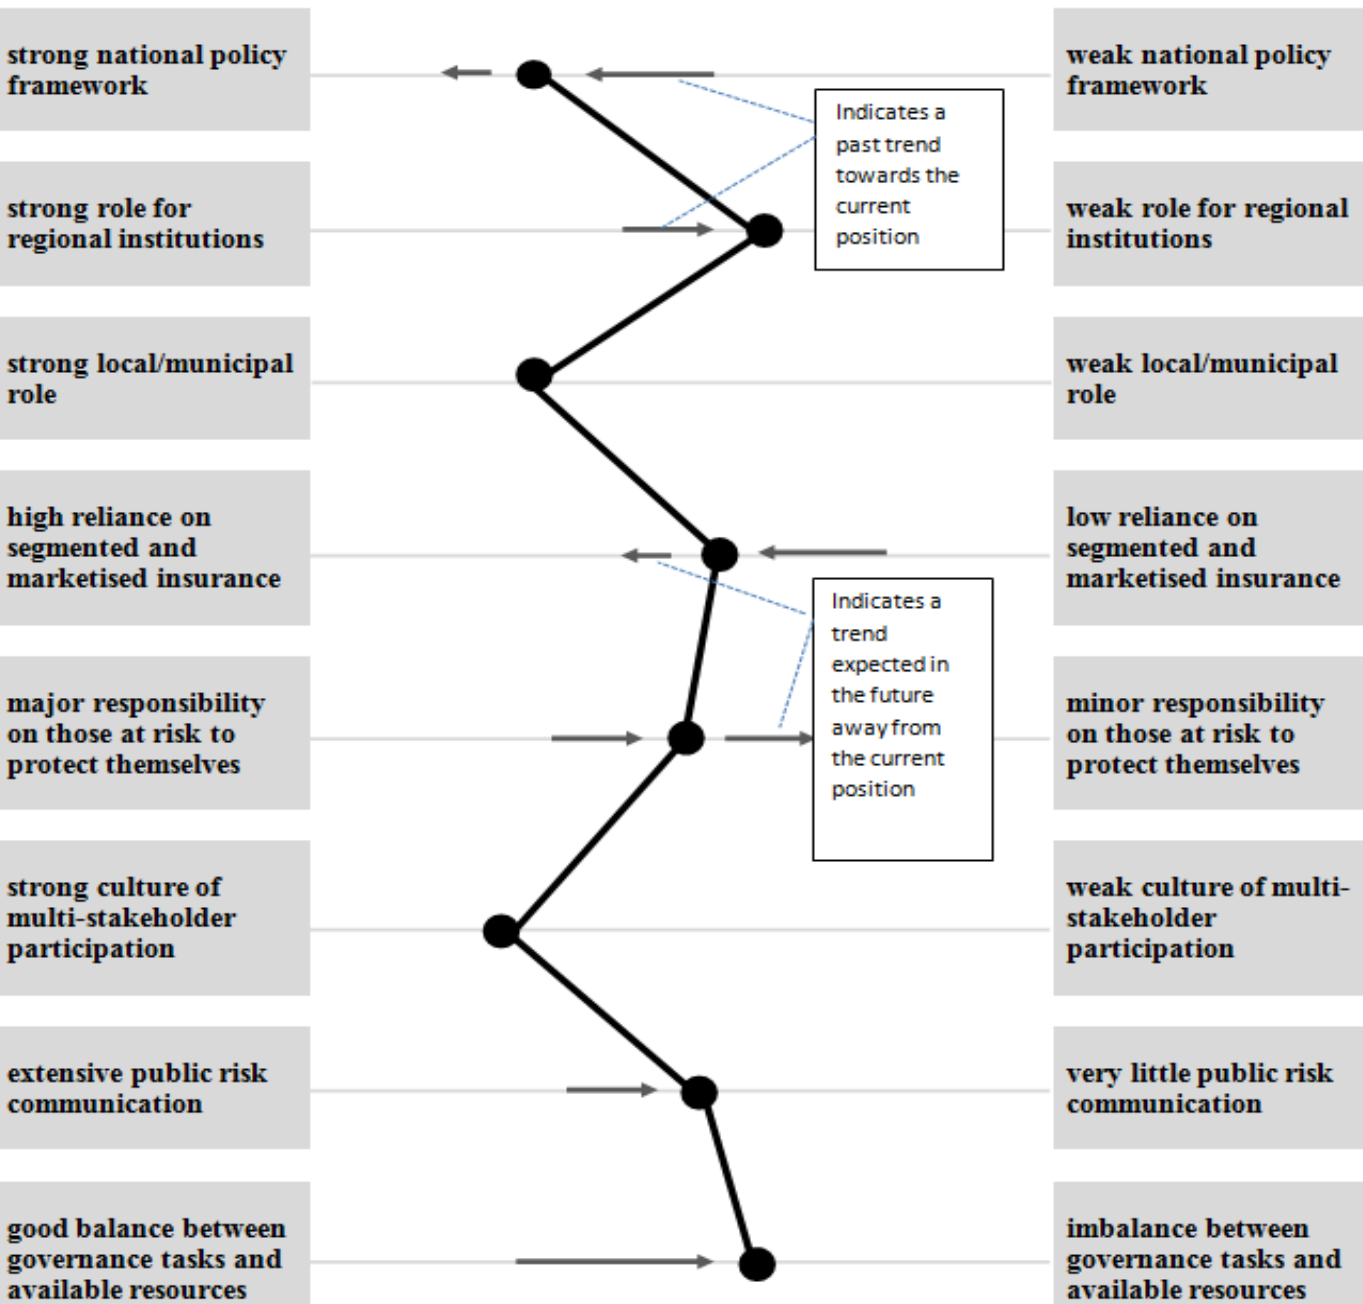 strong national policy
framework
weak national policy
framework
Indicates a
past trend
towards the
current
position
strong role for
regional institutions
weak role for regional
institutions
strong local/municipal
role
weak local/municipal
role
high reliance on
segmented and
marketised insurance
low reliance on
segmented and
marketised insurance
Indicates a
trend
expected in
the future
away from
the current
position
major responsibility
on those at risk to
protect themselves
minor responsibility
on those at risk to
protect themselves
strong culture of
multi-stakeholder
participation
weak culture of multi-
stakeholder
participation
extensive public risk
communication
very little public risk
communication
good balance between
governance tasks and
available resources
imbalance between
governance tasks and
available resources